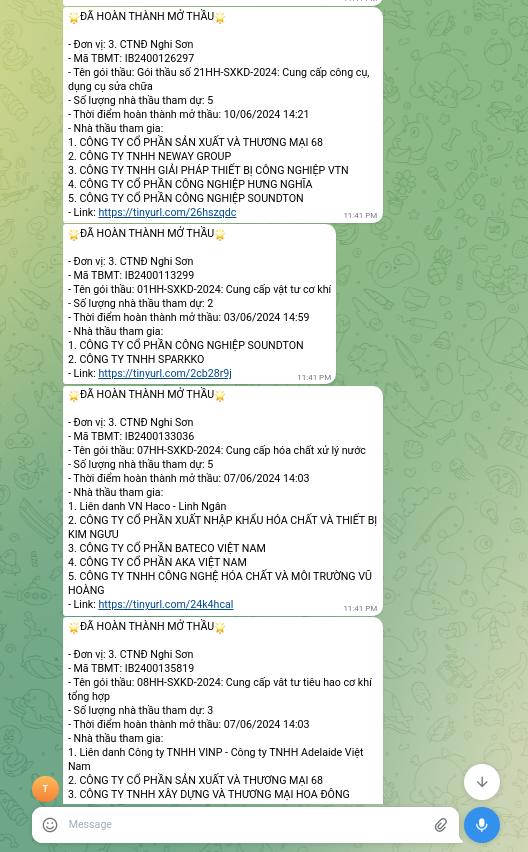 ĐÃ HOÀN THÀNH MỞ THẦU
- Đơn vị: 3. CTNĐ Nghi Sơn
- Mã TBMT: IB2400126297
- Tên gói thầu: Gói thầu số 21HH-SXKD-2024: Cung cấp công cụ,
dụng cụ sửa chữa
- Số lượng nhà thầu tham dự: 5
- Thời điểm hoàn thành mở thầu: 10/06/2024 14:21
- Nhà thầu tham gia:
1. CÔNG TY CỔ PHẦN SẢN XUẤT VÀ THƯƠNG MẠI 68
2. CÔNG TY TNHH NEWAY GROUP
3. CÔNG TY TNHH GIẢI PHÁP THIẾT BỊ CÔNG NGHIỆP VTN
4. CÔNG TY CỔ PHẦN CÔNG NGHIỆP HƯNG NGHĨA
5. CÔNG TY CỔ PHẦN CÔNG NGHIỆP SOUNDTON
- Link: https://tinyurl.com/26hszqdc
11:41 PM
ĐÃ HOÀN THÀNH MỞ THẦU
- Đơn vị: 3. CTNĐ Nghi Sơn
- Mã TBMT: IB2400113299
- Tên gói thầu: 01HH-SXKD-2024: Cung cấp vật tư cơ khí
- Số lượng nhà thầu tham dự: 2
- Thời điểm hoàn thành mở thầu: 03/06/2024 14:59
- Nhà thầu tham gia:
1. CÔNG TY CỔ PHẦN CÔNG NGHIỆP SOUNDTON
2. CÔNG TY TNHH SPARKKO
- Link: https://tinyurl.com/2cb28r9j
11:41 PM
ĐÃ HOÀN THÀNH MỞ THẦU
- Đơn vị: 3. CTNĐ Nghi Sơn
- Mã TBMT: IB2400133036
- Tên gói thầu: 07HH-SXKD-2024: Cung cấp hóa chất xử lý nước
- Số lượng nhà thầu tham dự: 5
- Thời điểm hoàn thành mở thầu: 07/06/2024 14:03
- Nhà thầu tham gia:
1. Liên danh VN Haco - Linh Ngân
2. CÔNG TY CỔ PHẦN XUẤT NHẬP KHẨU HÓA CHẤT VÀ THIẾT BỊ
KIM NGƯU
3. CÔNG TY CỔ PHẦN BATECO VIỆT NAM
4. CÔNG TY CỔ PHẦN AKA VIỆT NAM
5. CÔNG TY TNHH CÔNG NGHỆ HÓA CHẤT VÀ MÔI TRƯỜNG VŨ
HOÀNG
- Link: https://tinyurl.com/24k4hcal
11:41 PM
ĐÃ HOÀN THÀNH MỞ THẦU
- Đơn vị: 3. CTNĐ Nghi Sơn
- Mã TBMT: IB2400135819
- Tên gói thầu: 08HH-SXKD-2024: Cung cấp vât tư tiêu hao cơ khí
tổng hợp
- Số lượng nhà thầu tham dự: 3
- Thời điểm hoàn thành mở thầu: 07/06/2024 14:03
- Nhà thầu tham gia:
1. Liên danh Công ty TNHH VINP - Công ty TNHH Adelaide Việt
Nam
2. CÔNG TY CỔ PHẦN SẢN XUẤT VÀ THƯƠNG MẠI 68
3. CÔNG TY TNHH XÂY DỰNG VÀ THƯƠNG MẠI HOA ĐÔNG
T
Message